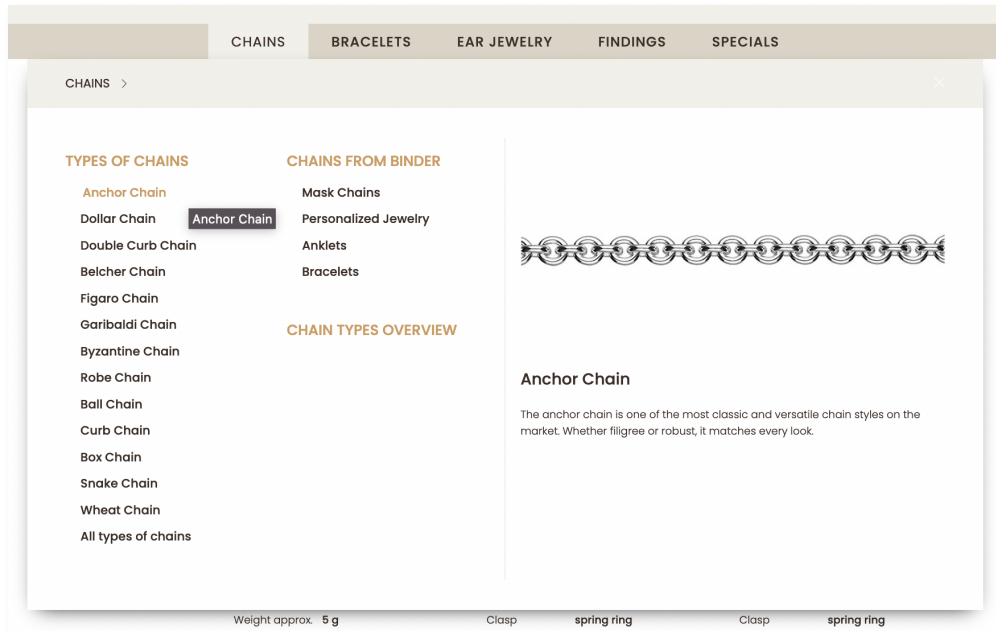 CHAINS BRACELETS EAR JEWELRY FINDINGS SPECIALS
CHAINS >
TYPES OF CHAINS
Anchor Chain
Anchor Chain
Dollar Chain
Double Curb Chain
Belcher Chain
Figaro Chain
Garibaldi Chain
Byzantine Chain
Robe Chain
Ball Chain
Curb Chain
Box Chain
Snake Chain
Wheat Chain
All types of chains
CHAINS FROM BINDER
Mask Chains
Personalized Jewelry
Anklets
Bracelets
CHAIN TYPES OVERVIEW
Anchor Chain
The anchor chain is one of the most classic and versatile chain styles on the
market. Whether filigree or robust, it matches every look.
Weight approx. 5 g Clasp spring ring Clasp spring ring